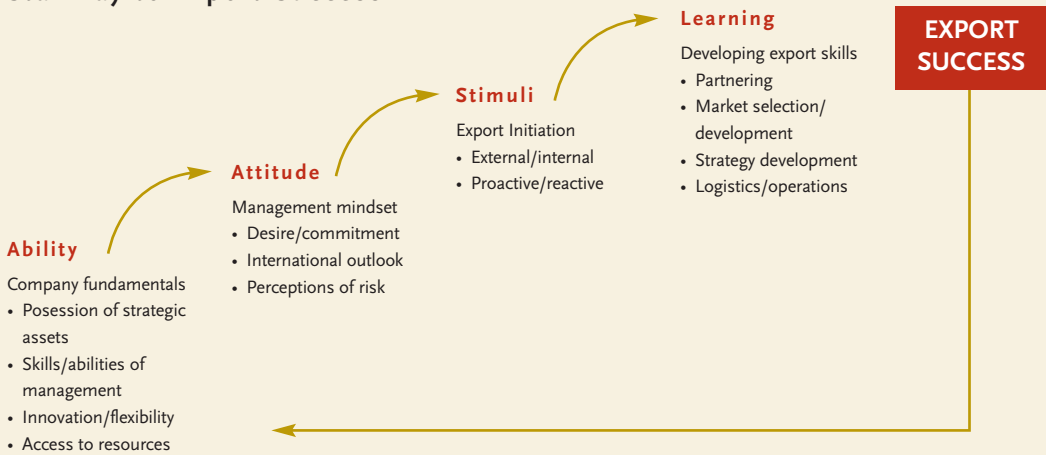 Ability
Company fundamentals
• Posession of strategic
assets
• Skills/abilities of
management
• Innovation/flexibility
• Access to resources
Attitude
Management mindset
• Desire/commitment
• International outlook
• Perceptions of risk
Stimuli
Export Initiation
• External/internal
• Proactive/reactive
Learning
Developing export skills
• Partnering
• Market selection/
development
• Strategy development
• Logistics/operations
EXPORT
SUCCESS